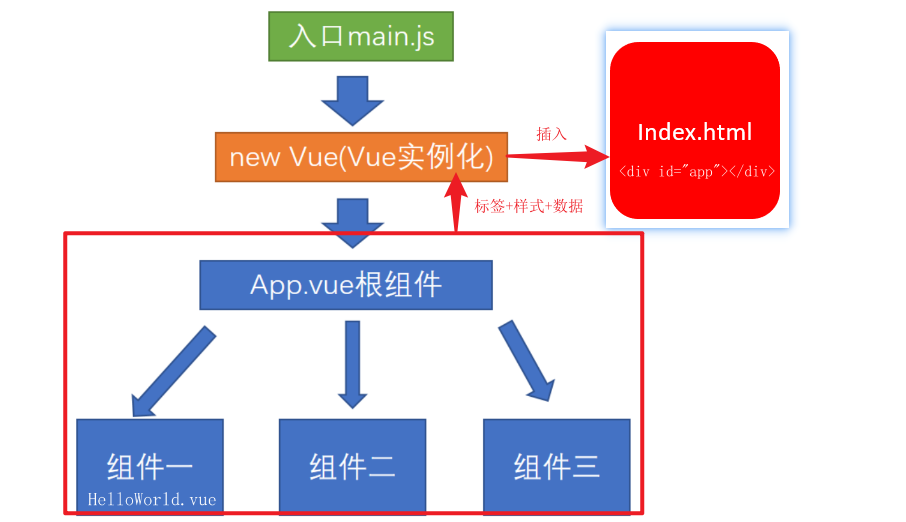 入口main.js
new Vue(Vue实例化)
插入
Index.html
<div id="app"></div>
标签+样式+数据
App.vue根组件
组件一
HelloWorld.vue
组件二
组件三